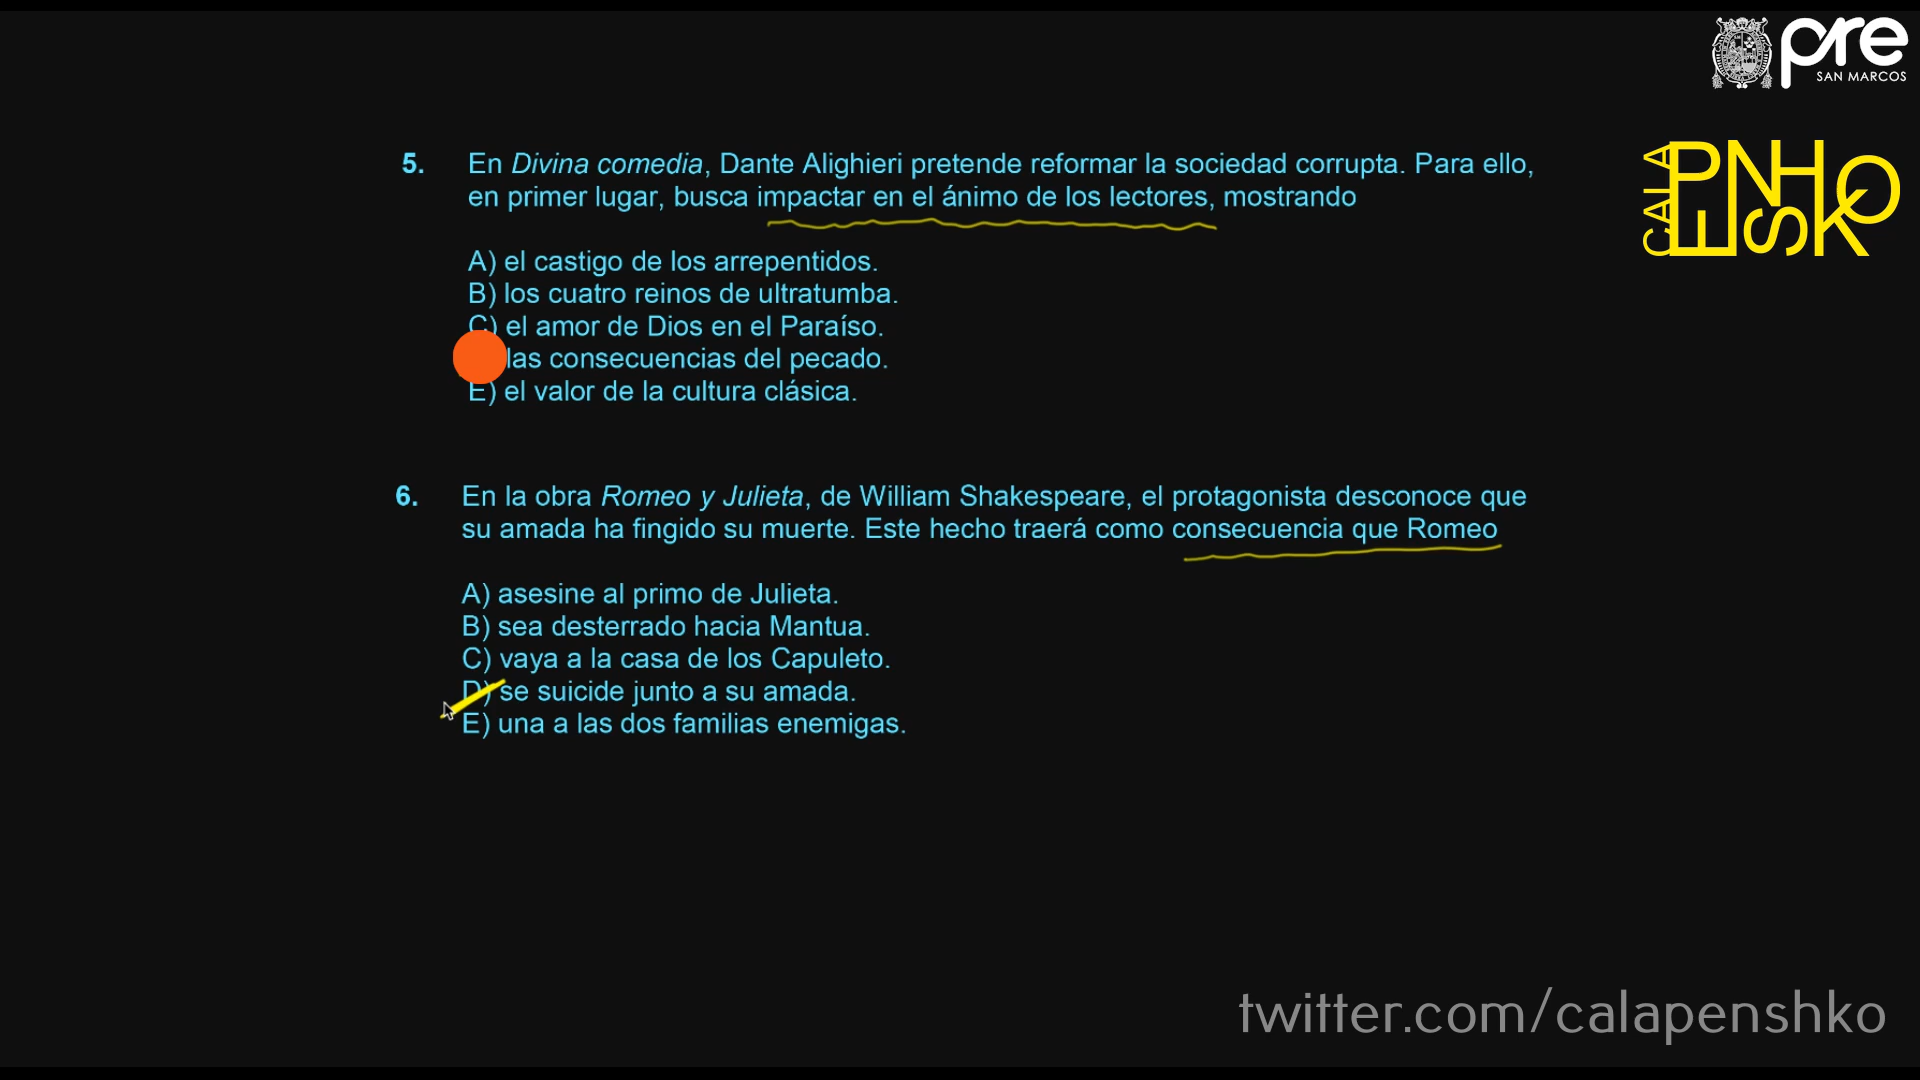 pre
SAN MARCOS
CALA
PENSHKO
5. En Divina comedia, Dante Alighieri pretende reformar la sociedad corrupta. Para ello,
en primer lugar, busca impactar en el ánimo de los lectores, mostrando
A) el castigo de los arrepentidos.
B) los cuatro reinos de ultratumba.
C) el amor de Dios en el Paraíso.
las consecuencias del pecado.
E) el valor de la cultura clásica.
6. En la obra Romeo y Julieta, de William Shakespeare, el protagonista desconoce que
su amada ha fingido su muerte. Este hecho traerá como consecuencia que Romeo
A) asesine al primo de Julieta.
B) sea desterrado hacia Mantua.
C) vaya a la casa de los Capuleto.
D) se suicide junto a su amada.
E) una a las dos familias enemigas.
twitter.com/calapenshko